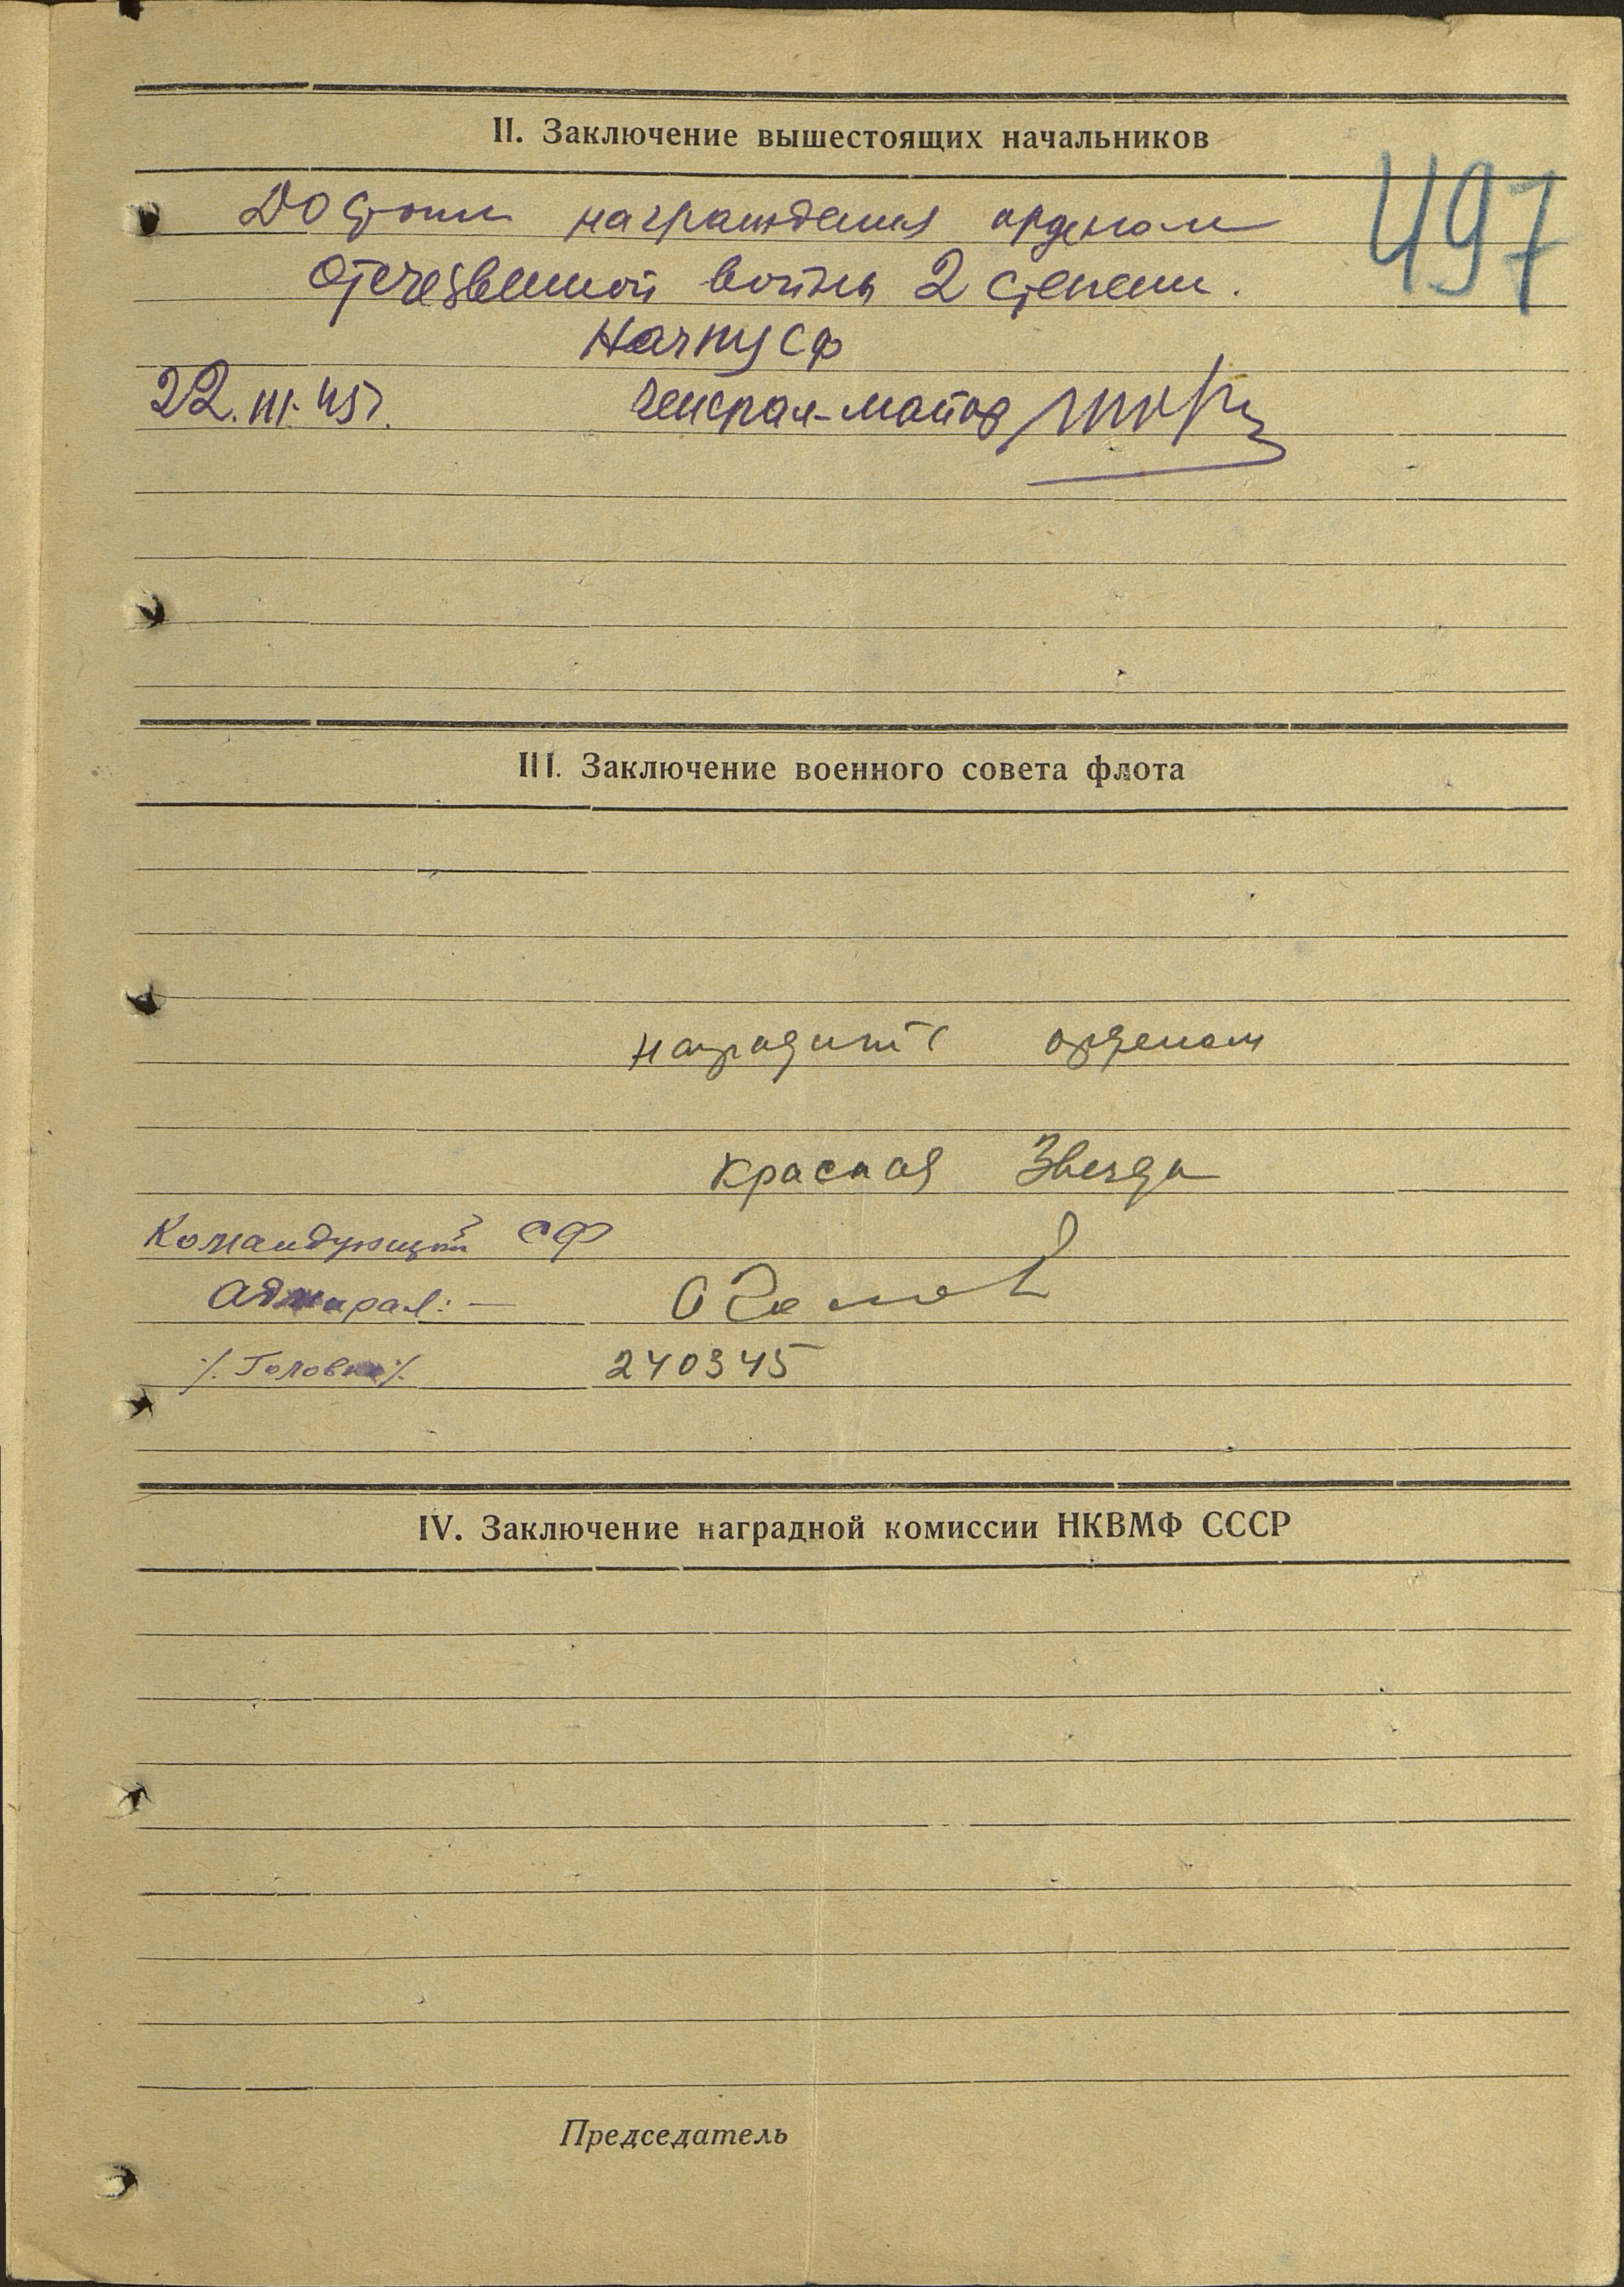 II. Заключение вышестоящих начальников
497
Достоин награждения орденом
Отечественной войны 2 степени.
НачПУСФ
22.III.45г. генерал-майор
III. Заключение военного совета флота
наградить орденом
Красная Звезда
Командующий СФ
Адмирал: —
/. Головко /.
240345
IV. Заключение наградной комиссии НКВМФ СССР
Председатель